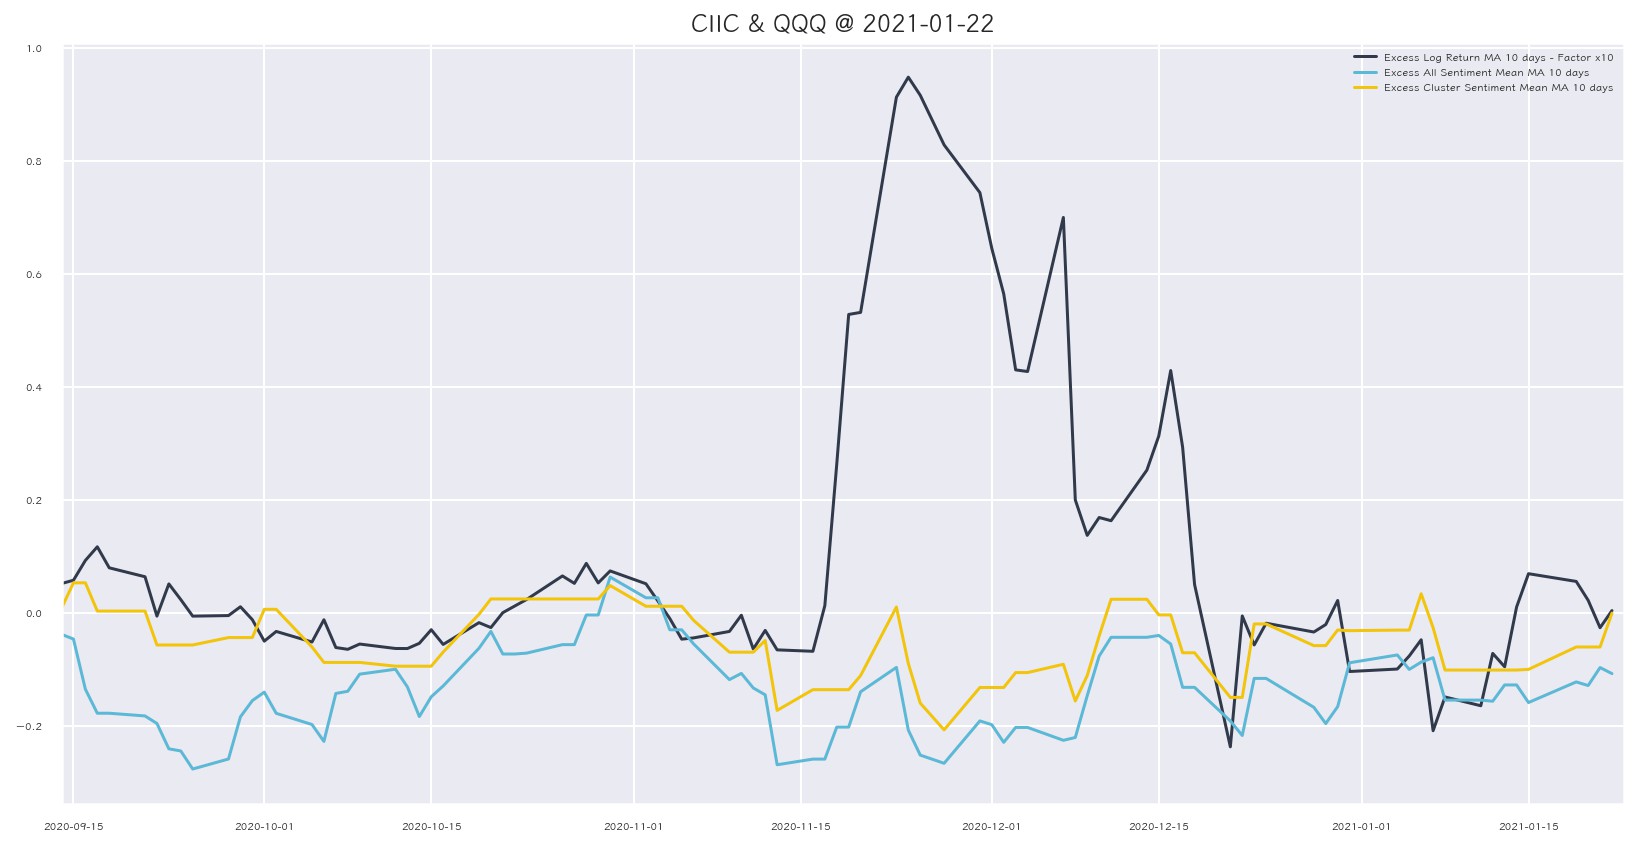 CIIC & QQQ @ 2021-01-22
Excess Log Return MA 10 days - Factor x10
Excess All Sentiment Mean MA 10 days
Excess Cluster Sentiment Mean MA 10 days
1.0
0.8
0.6
0.4
0.2
0.0
−0.2
2020-09-15 2020-10-01 2020-10-15 2020-11-01 2020-11-15 2020-12-01 2020-12-15 2021-01-01 2021-01-15